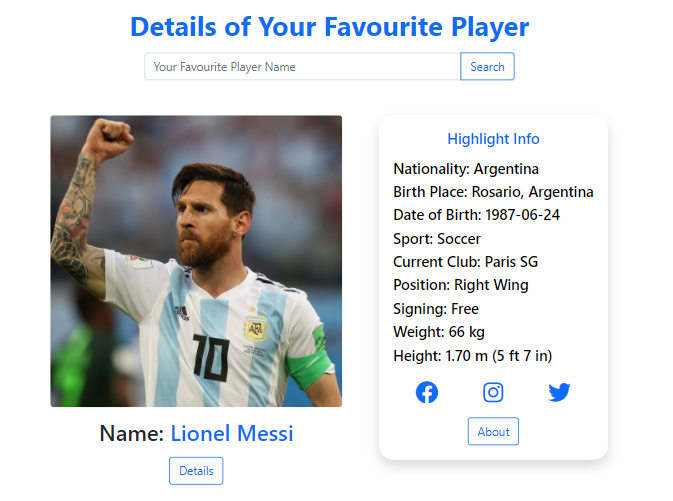 Details of Your Favourite Player
Your Favourite Player Name
Search
10
Name: Lionel Messi
Details
Highlight Info
Nationality: Argentina
Birth Place: Rosario, Argentina
Date of Birth: 1987-06-24
Sport: Soccer
Current Club: Paris SG
Position: Right Wing
Signing: Free
Weight: 66 kg
Height: 1.70 m (5 ft 7 in)
About